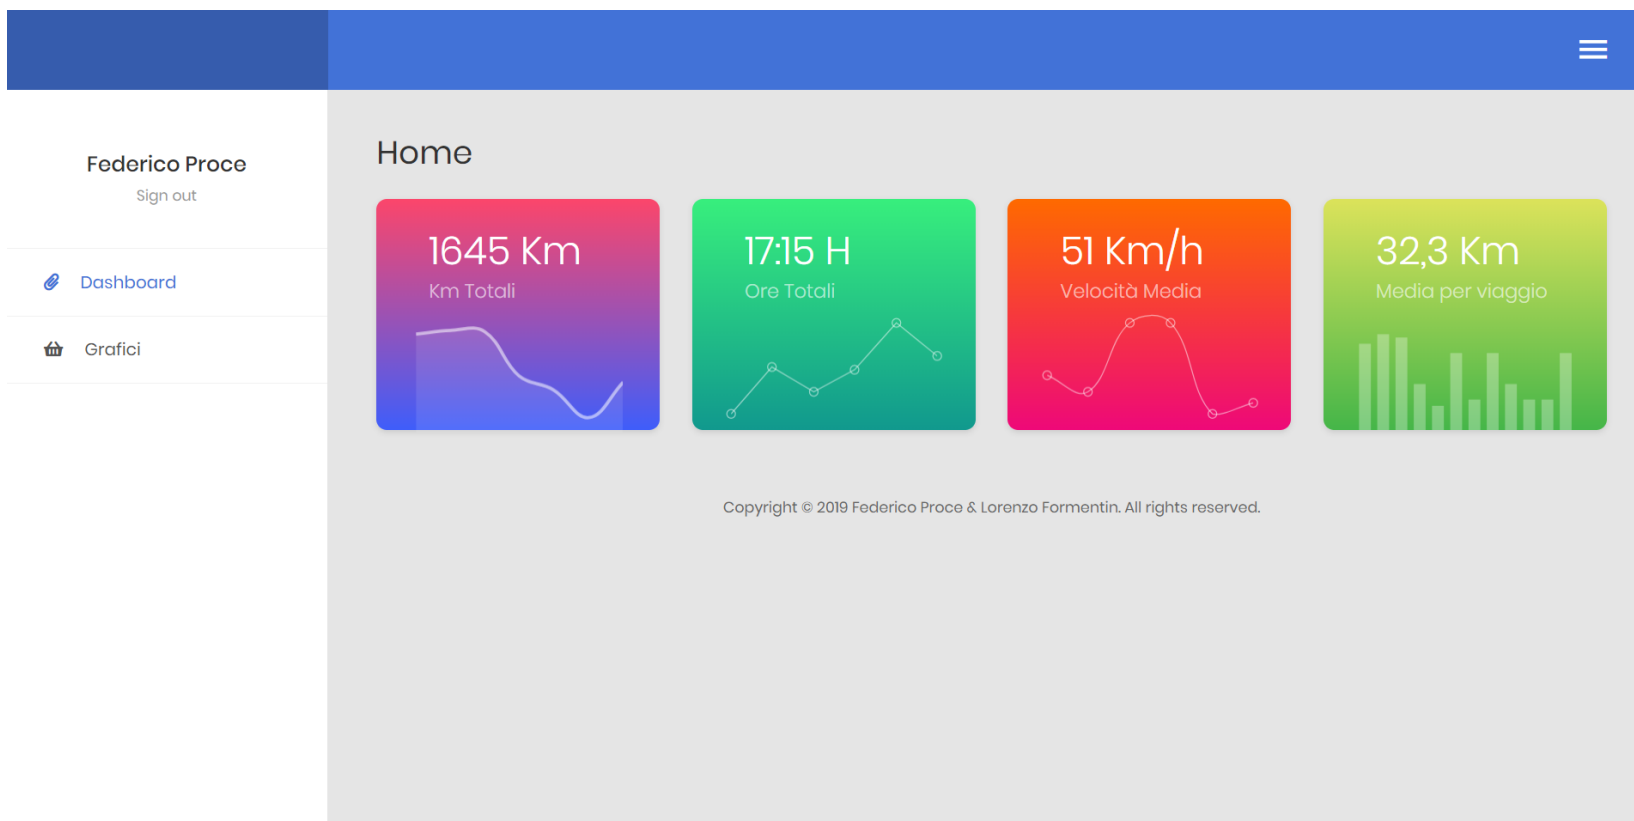 Federico Proce
Sign out
Dashboard
Grafici
Home
1645 Km
Km Totali
17:15 H
Ore Totali
51 Km/h
Velocità Media
32,3 Km
Media per viaggio
Copyright © 2019 Federico Proce & Lorenzo Formentin. All rights reserved.